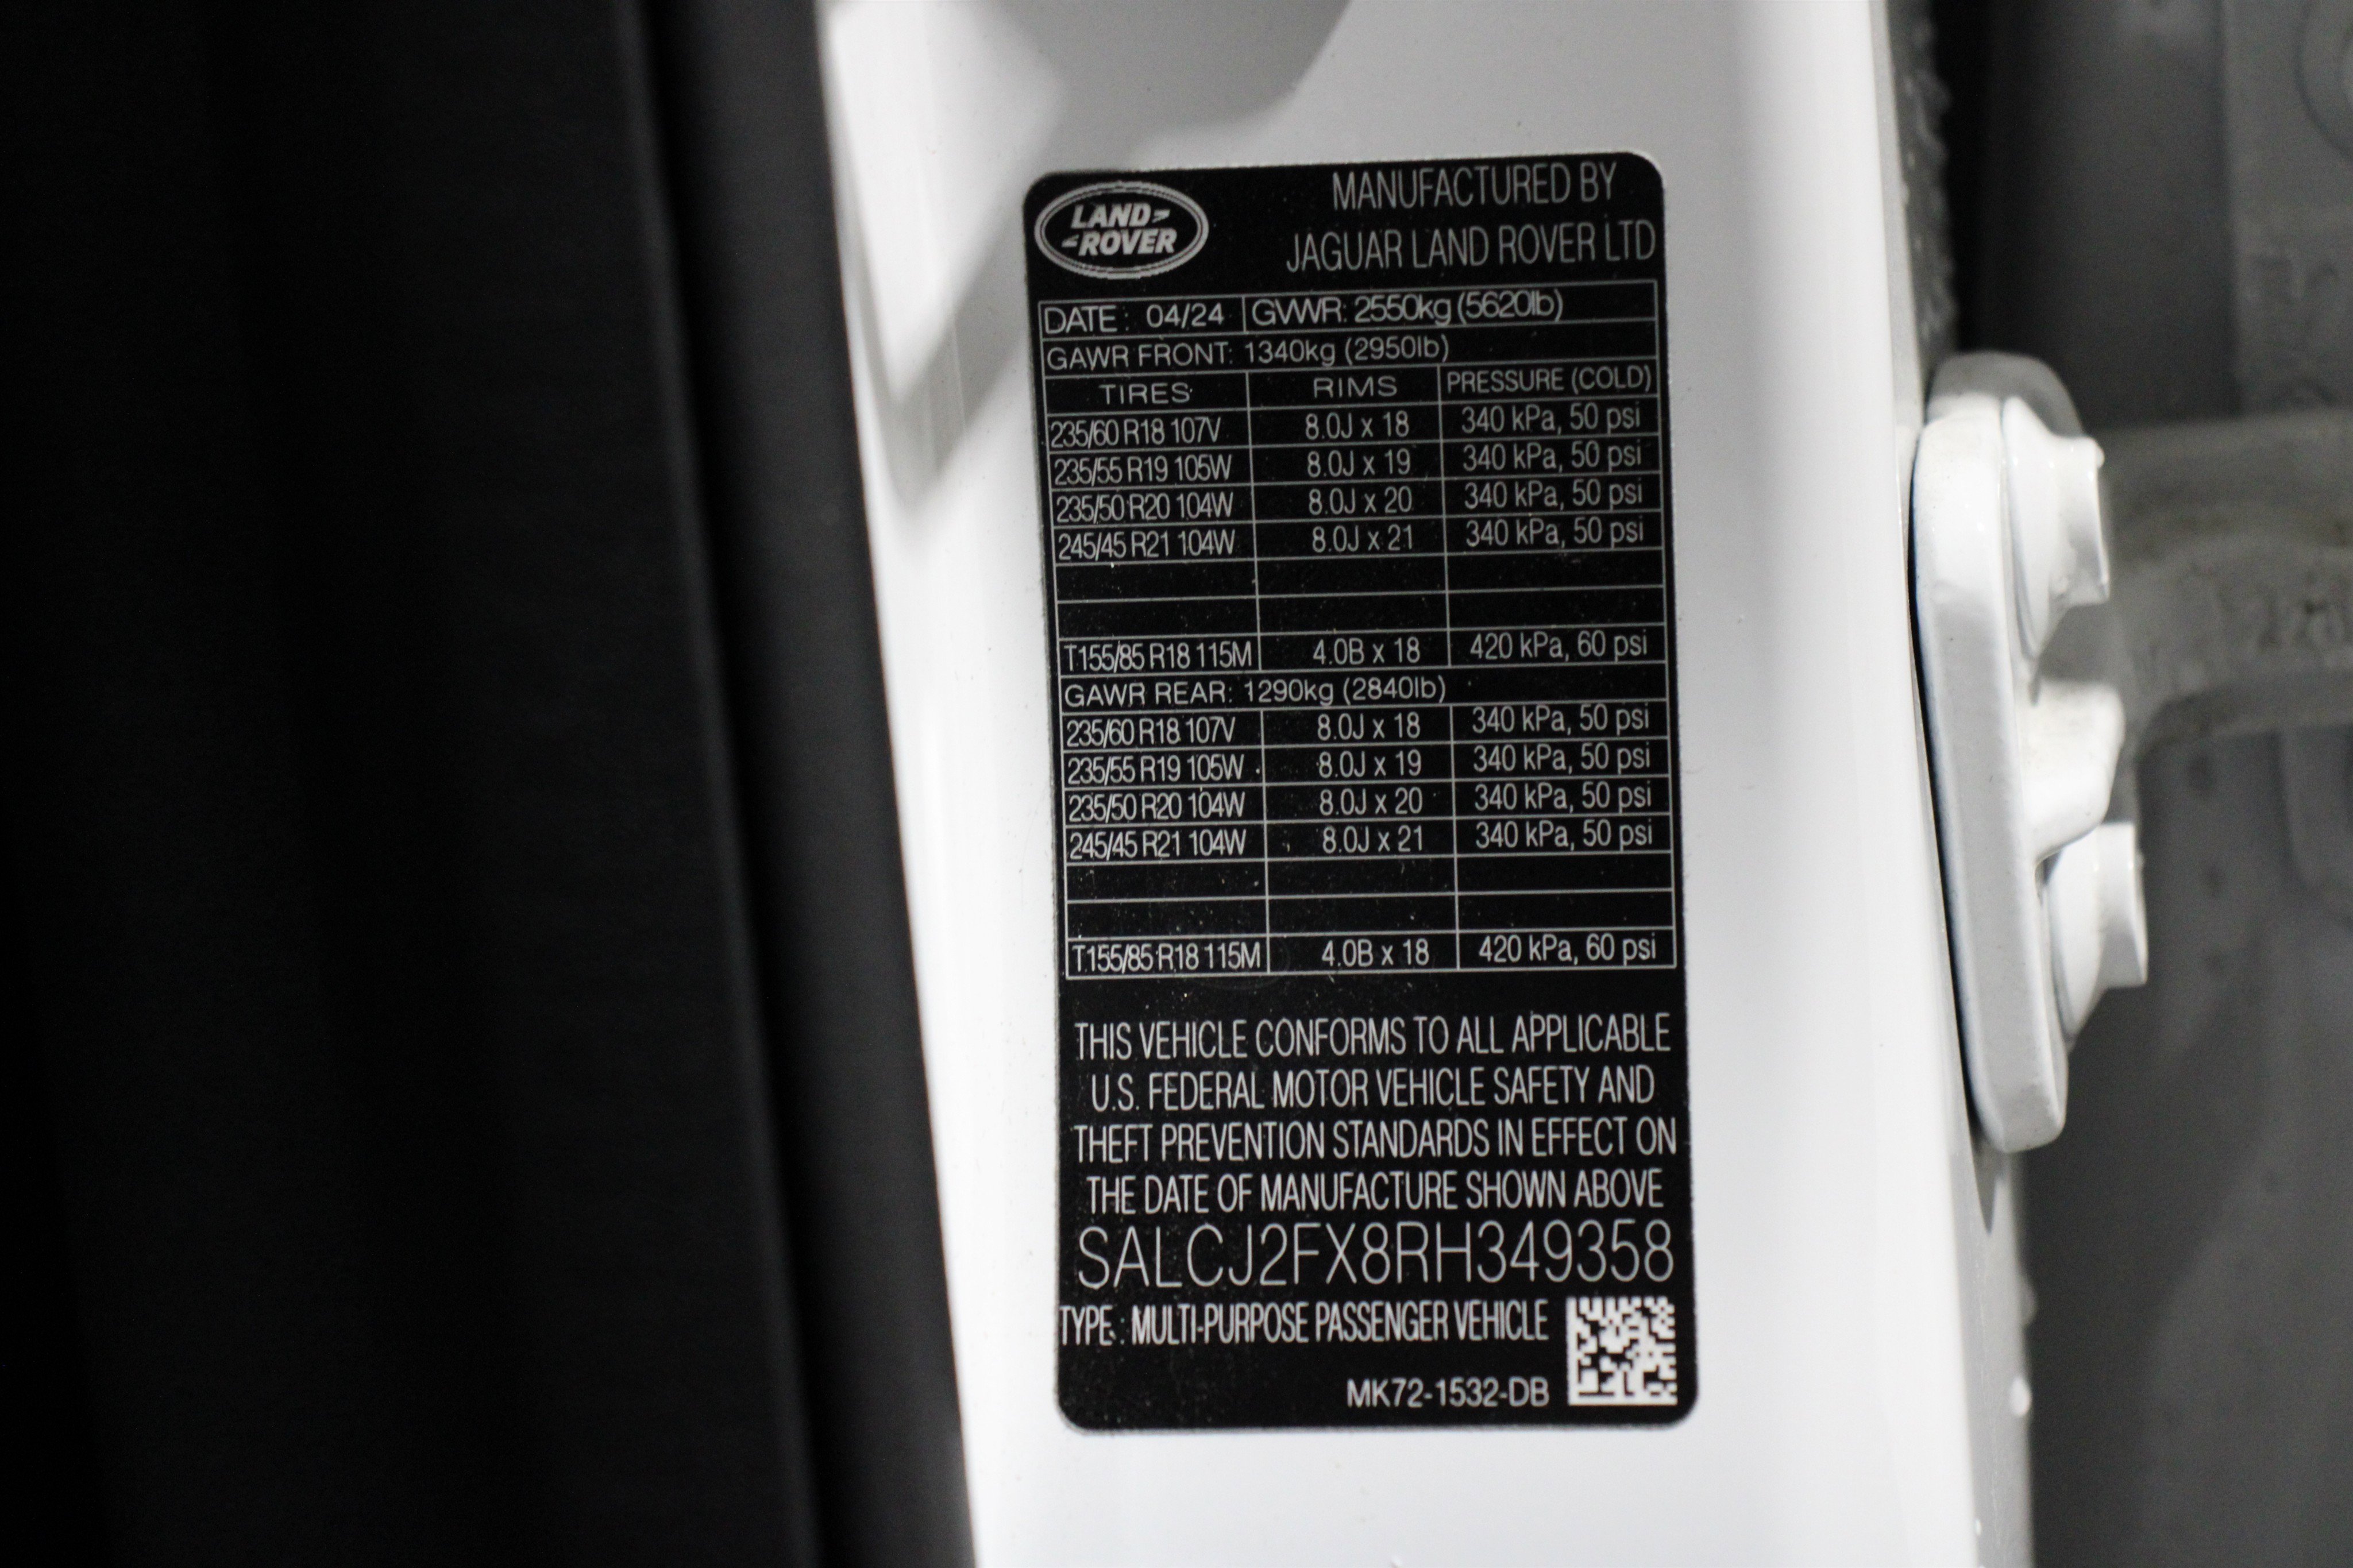 LAND
ROVER
MANUFACTURED BY
JAGUAR LAND ROVER LTD
DATE: 04/24 GVWR: 2550kg (5620lb)
GAWR FRONT: 1340kg (2950lb)
TIRES RIMS PRESSURE (COLD)
235/60 R18 107V 8.0J x 18 340 kPa, 50 psi
235/55 R19 105W 8.0J x 19 340 kPa, 50 psi
235/50 R20 104W 8.0J x 20 340 kPa, 50 psi
245/45 R21 104W 8.0J x 21 340 kPa, 50 psi
T155/85 R18 115M 4.0B x 18 420 kPa, 60 psi
GAWR REAR: 1290kg (2840lb)
235/60 R18 107V 8.0J x 18 340 kPa, 50 psi
235/55 R19 105W 8.0J x 19 340 kPa, 50 psi
235/50 R20 104W 8.0J x 20 340 kPa, 50 psi
245/45 R21 104W 8.0J x 21 340 kPa, 50 psi
T155/85 R18 115M 4.0B x 18 420 kPa, 60 psi
THIS VEHICLE CONFORMS TO ALL APPLICABLE
U.S. FEDERAL MOTOR VEHICLE SAFETY AND
THEFT PREVENTION STANDARDS IN EFFECT ON
THE DATE OF MANUFACTURE SHOWN ABOVE
SALCJ2FX8RH349358
TYPE: MULTI-PURPOSE PASSENGER VEHICLE
MK72-1532-DB